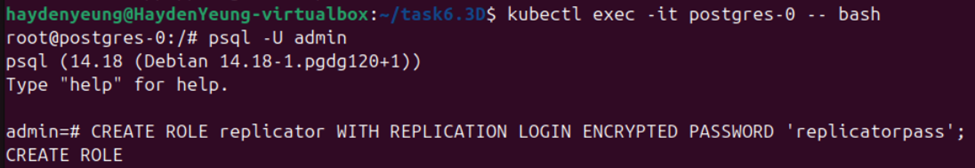 haydenyeung@HaydenYeung-virtualbox:~/task6.3D$ kubectl exec -it postgres-0 -- bash
root@postgres-0:/# psql -U admin
psql (14.18 (Debian 14.18-1.pgdg120+1))
Type "help" for help.

admin=# CREATE ROLE replicator WITH REPLICATION LOGIN ENCRYPTED PASSWORD 'replicatorpass';
CREATE ROLE